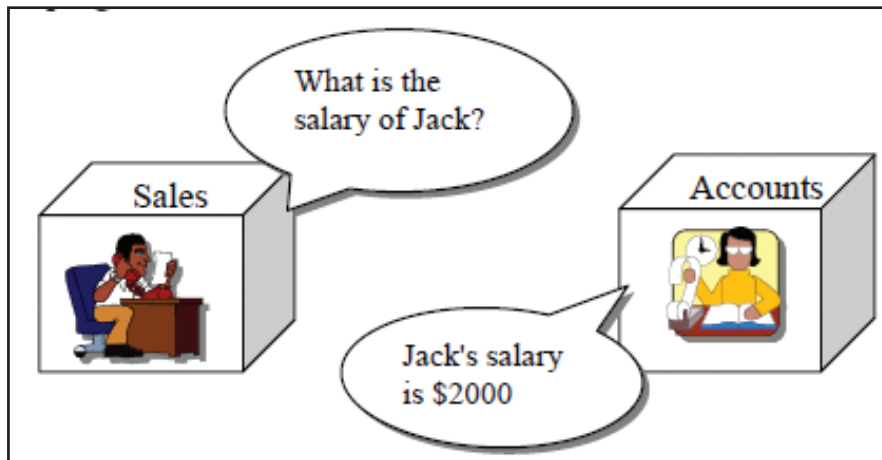 What is the
salary of Jack?
Sales
Accounts
Jack's salary
is $2000